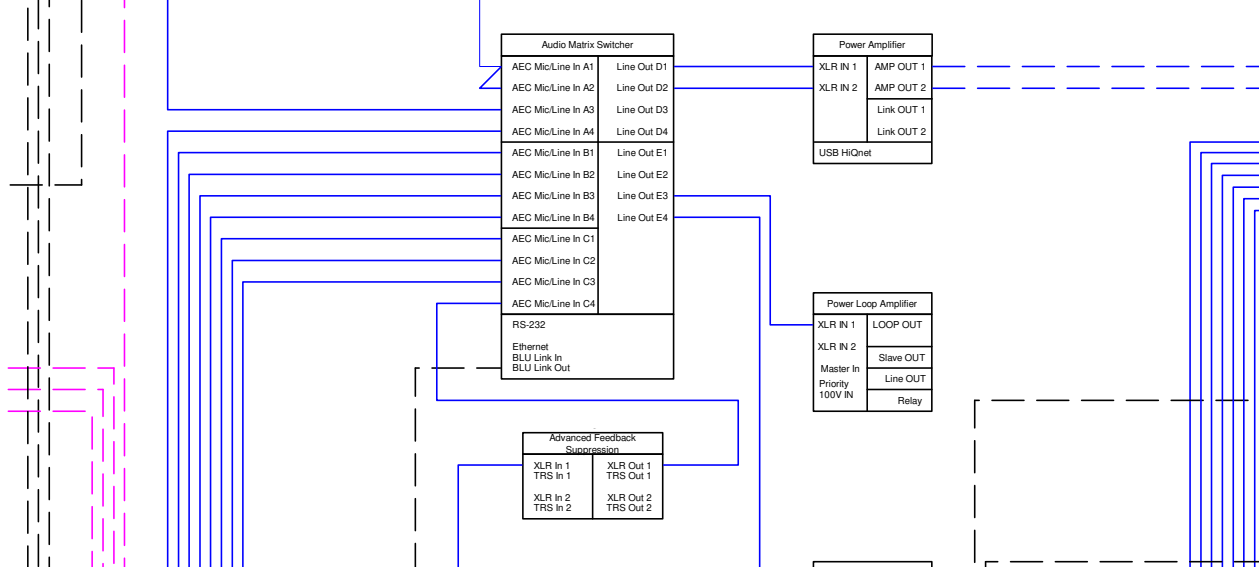 Audio Matrix Switcher
AEC Mic/Line In A1 Line Out D1
AEC Mic/Line In A2 Line Out D2
AEC Mic/Line In A3 Line Out D3
AEC Mic/Line In A4 Line Out D4
AEC Mic/Line In B1 Line Out E1
AEC Mic/Line In B2 Line Out E2
AEC Mic/Line In B3 Line Out E3
AEC Mic/Line In B4 Line Out E4
AEC Mic/Line In C1
AEC Mic/Line In C2
AEC Mic/Line In C3
AEC Mic/Line In C4
RS-232
Ethernet
BLU Link In
BLU Link Out
Power Amplifier
XLR IN 1 AMP OUT 1
XLR IN 2 AMP OUT 2
Link OUT 1
Link OUT 2
USB HiQnet
Power Loop Amplifier
XLR IN 1 LOOP OUT
XLR IN 2
Slave OUT
Master In
Line OUT
Priority
100V IN
Relay
Advanced Feedback
Suppression
XLR In 1 XLR Out 1
TRS In 1 TRS Out 1
XLR In 2 XLR Out 2
TRS In 2 TRS Out 2